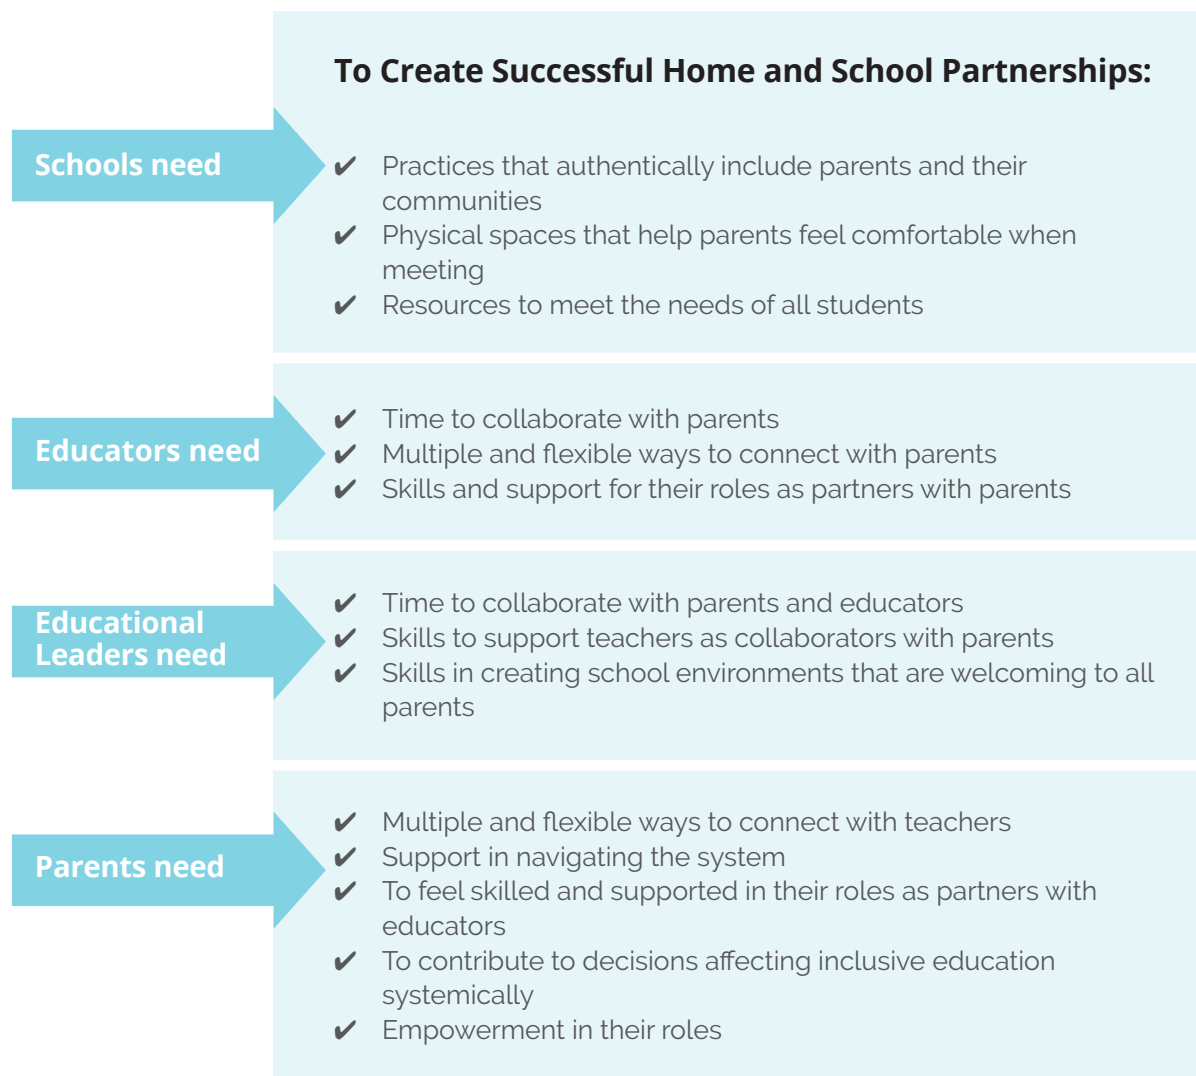 To Create Successful Home and School Partnerships:
Schools need
✔ Practices that authentically include parents and their
communities
✔ Physical spaces that help parents feel comfortable when
meeting
✔ Resources to meet the needs of all students
Educators need
✔ Time to collaborate with parents
✔ Multiple and flexible ways to connect with parents
✔ Skills and support for their roles as partners with parents
Educational
Leaders need
✔ Time to collaborate with parents and educators
✔ Skills to support teachers as collaborators with parents
✔ Skills in creating school environments that are welcoming to all
parents
Parents need
✔ Multiple and flexible ways to connect with teachers
✔ Support in navigating the system
✔ To feel skilled and supported in their roles as partners with
educators
✔ To contribute to decisions affecting inclusive education
systemically
✔ Empowerment in their roles